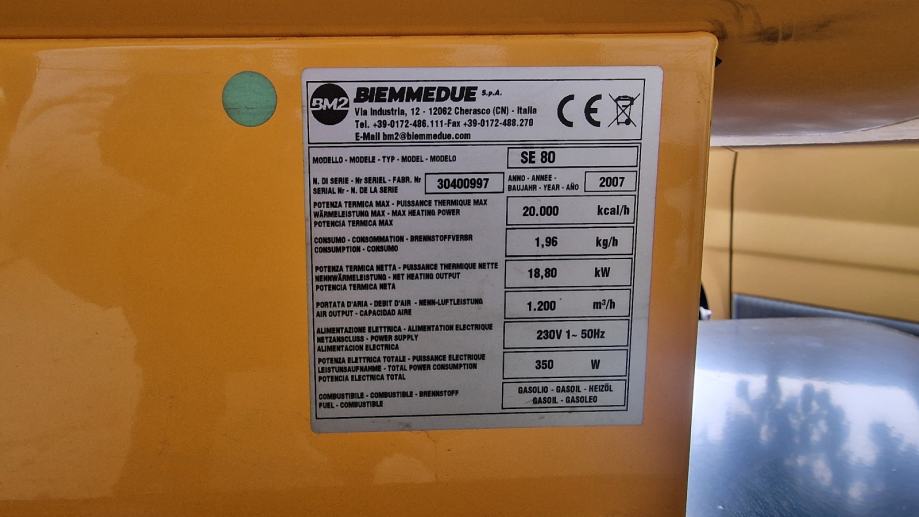 BM2 BIEMMEDUE S.p.A.
Via Industria, 12 - 12062 Cherasco (CN) - Italia
Tel. +39-0172-486.111-Fax +39-0172-488.270
E-Mail bm2@biemmedue.com
CE
MODELLO - MODELE - TYP - MODEL - MODELO
SE 80
N. DI SERIE - Nr SERIEL - FABR. Nr
SERIAL Nr - N. DE LA SERIE
30400997
ANNO - ANNEE -
BAUJAHR - YEAR - AÑO
2007
POTENZA TERMICA MAX - PUISSANCE THERMIQUE MAX
WÄRMELEISTUNG MAX - MAX HEATING POWER
POTENCIA TERMICA MAX
20.000 kcal/h
CONSUMO - CONSOMMATION - BRENNSTOFFVERBR
CONSUMPTION - CONSUMO
1,96 kg/h
POTENZA TERMICA NETTA - PUISSANCE THERMIQUE NETTE
NENNWÄRMELEISTUNG - NET HEATING OUTPUT
POTENCIA TERMICA NETA
18,80 kW
PORTATA D'ARIA - DEBIT D'AIR - NENN-LUFTLEISTUNG
AIR OUTPUT - CAPACIDAD AIRE
1.200 m³/h
ALIMENTAZIONE ELETTRICA - ALIMENTATION ELECTRIQUE
NETZANSCLUSS - POWER SUPPLY
ALIMENTACION ELECTRICA
230V 1~ 50Hz
POTENZA ELETTRICA TOTALE - PUISSANCE ELECTRIQUE
LEISTUNGSAUFNAHME - TOTAL POWER CONSUMPTION
POTENCIA ELECTRICA TOTAL
350 W
COMBUSTIBILE - COMBUSTIBLE - BRENNSTOFF
FUEL - COMBUSTIBLE
GASOLIO - GASOIL - HEIZÖL
GASOIL - GASOLEO